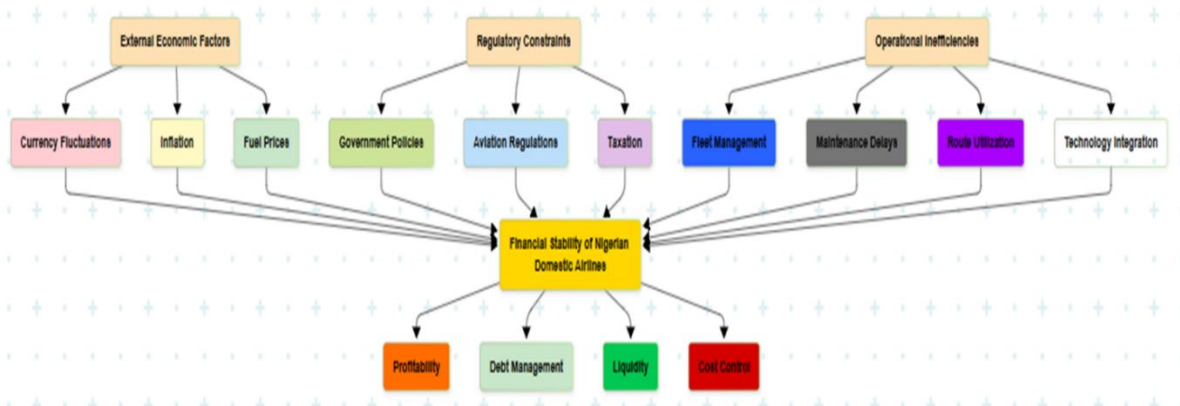 External Economic Factors
Regulatory Constraints
Operational Inefficiencies
Currency Fluctuations
Inflation
Fuel Prices
Government Policies
Aviation Regulations
Taxation
Fleet Management
Maintenance Delays
Route Utilization
Technology Integration
Financial Stability of Nigerian
Domestic Airlines
Profitability
Debt Management
Liquidity
Cost Control